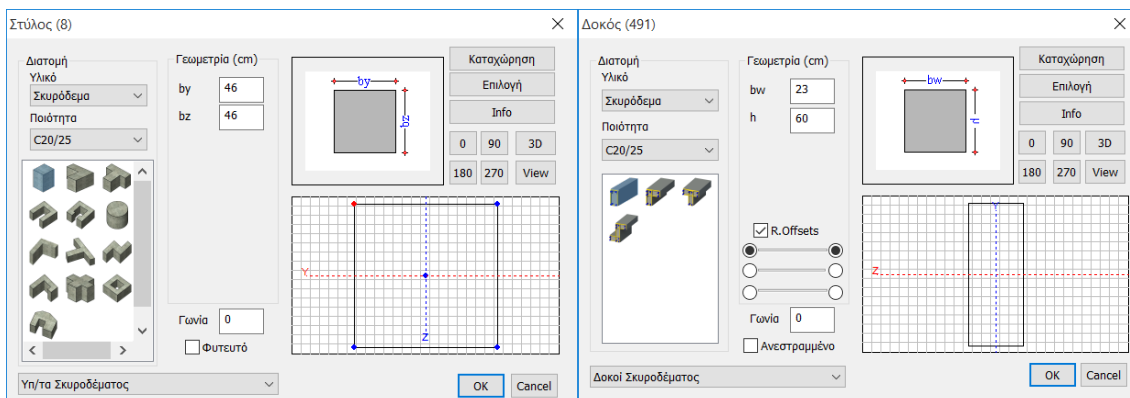 Στύλος (8)
Διατομή
Υλικό
Σκυρόδεμα
Ποιότητα
C20/25
Γεωμετρία (cm)
by 46
bz 46
Γωνία 0
Φυτευτό
by
bz
Καταχώρηση
Επιλογή
Info
0 90 3D
180 270 View
Y
Z
Υπ/τα Σκυροδέματος
OK Cancel
Δοκός (491)
Διατομή
Υλικό
Σκυρόδεμα
Ποιότητα
C20/25
Γεωμετρία (cm)
bw 23
h 60
R.Offsets
Γωνία 0
Ανεστραμμένο
bw
h
Καταχώρηση
Επιλογή
Info
0 90 3D
180 270 View
Y
Z
Δοκοί Σκυροδέματος
OK Cancel